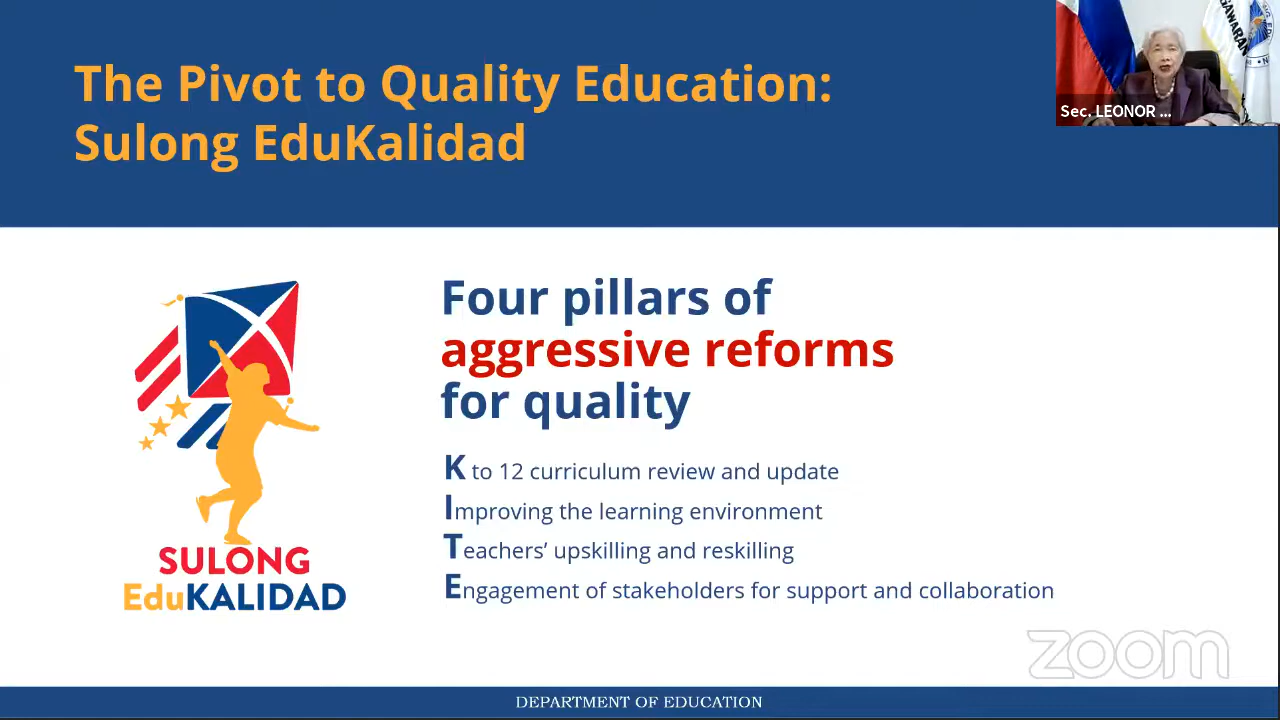 The Pivot to Quality Education:
Sulong EduKalidad
Sec. LEONOR ...
GAWARAN
Four pillars of
aggressive reforms
for quality
K to 12 curriculum review and update
Improving the learning environment
Teachers’ upskilling and reskilling
Engagement of stakeholders for support and collaboration
SULONG
EduKALIDAD
zoom
DEPARTMENT OF EDUCATION